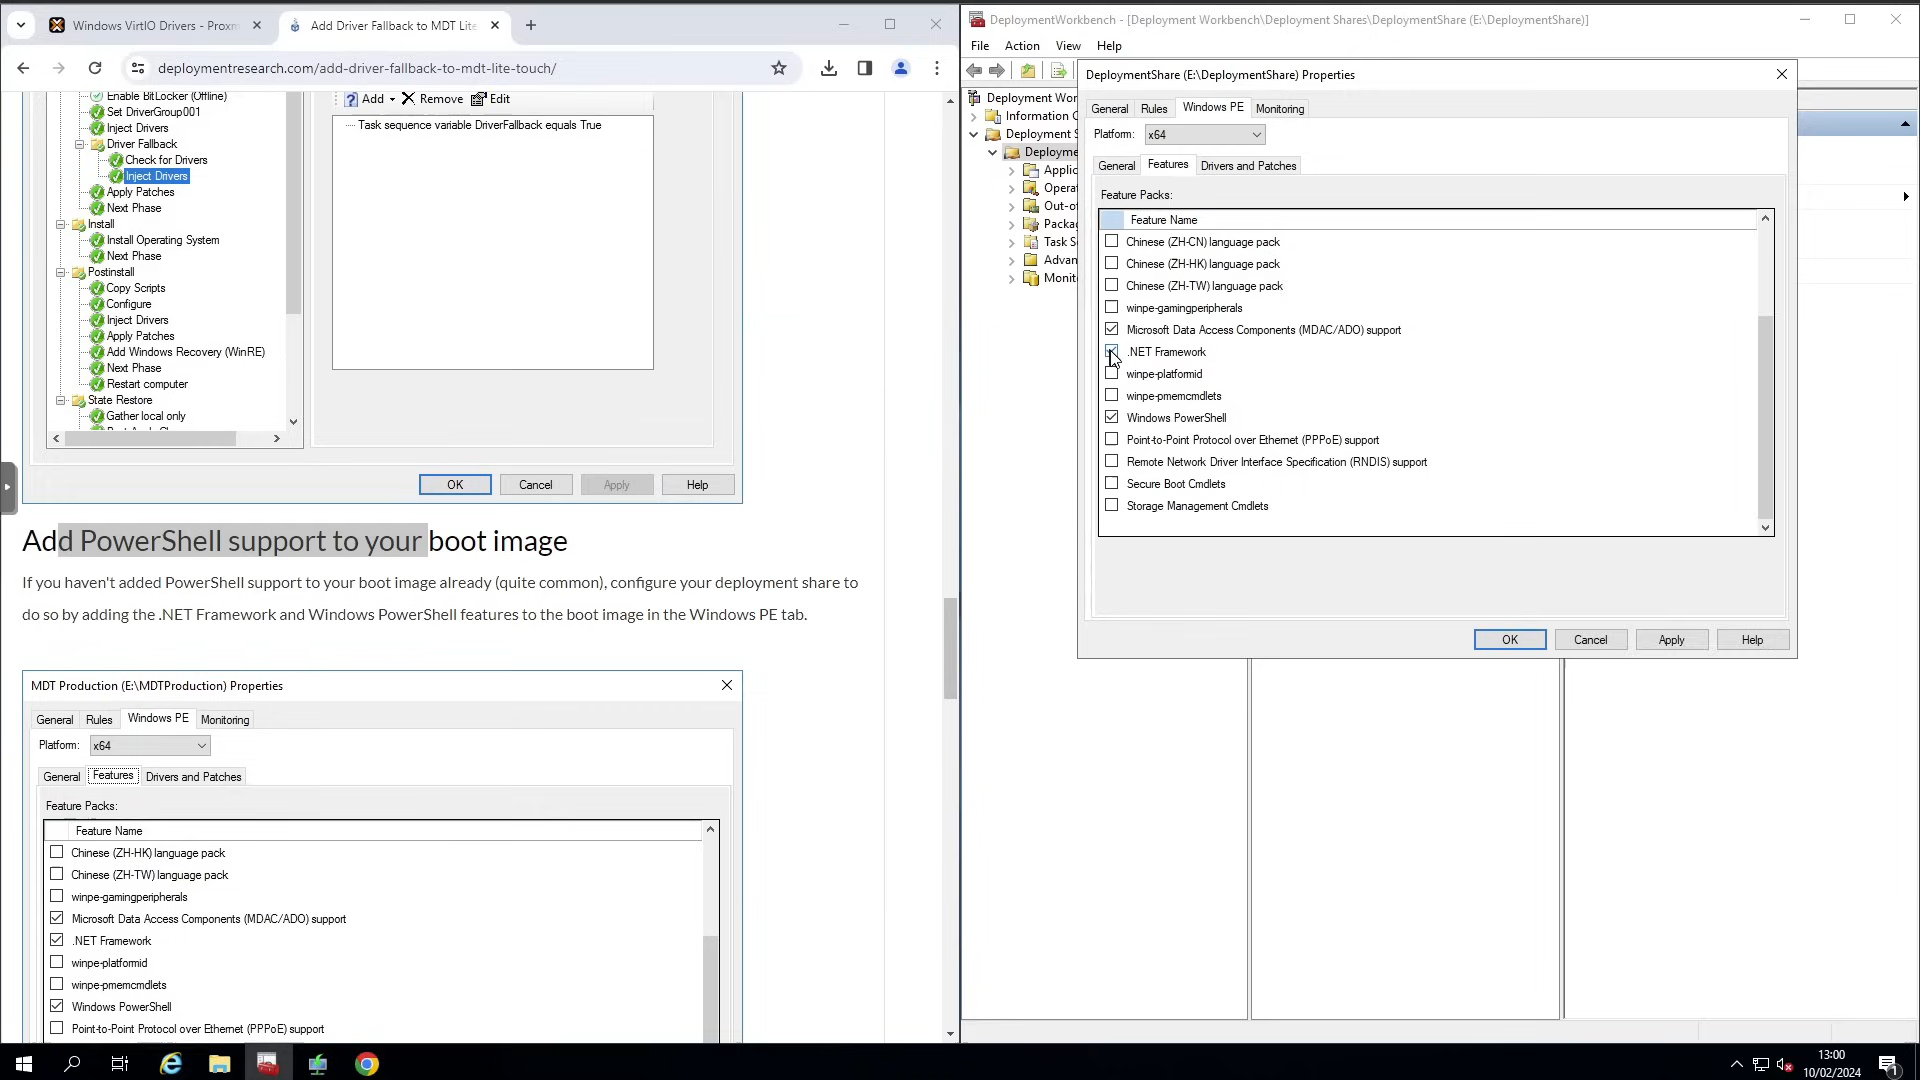 Windows VirtIO Drivers - Proxm
Add Driver Fallback to MDT Lite
deploymentresearch.com/add-driver-fallback-to-mdt-lite-touch/
Enable BitLocker (Offline)
Set DriverGroup001
Inject Drivers
Driver Fallback
Check for Drivers
Inject Drivers
Apply Patches
Next Phase
Install
Install Operating System
Next Phase
Postinstall
Copy Scripts
Configure
Inject Drivers
Apply Patches
Add Windows Recovery (WinRE)
Next Phase
Restart computer
State Restore
Gather local only
Add
Remove
Edit
Task sequence variable DriverFallback equals True
OK
Cancel
Apply
Help
Add PowerShell support to your boot image
If you haven't added PowerShell support to your boot image already (quite common), configure your deployment share to
do so by adding the .NET Framework and Windows PowerShell features to the boot image in the Windows PE tab.
MDT Production (E:\MDTProduction) Properties
General
Rules
Windows PE
Monitoring
Platform:
x64
General
Features
Drivers and Patches
Feature Packs:
Feature Name
Chinese (ZH-HK) language pack
Chinese (ZH-TW) language pack
winpe-gamingperipherals
Microsoft Data Access Components (MDAC/ADO) support
.NET Framework
winpe-platformid
winpe-pmemcmdlets
Windows PowerShell
Point-to-Point Protocol over Ethernet (PPPoE) support
DeploymentWorkbench - [Deployment Workbench\Deployment Shares\DeploymentShare (E:\DeploymentShare)]
File
Action
View
Help
Deployment Wor
Information C
Deployment S
Deployme
Applic
Opera
Out-of
Packa
Task S
Advan
Monit
DeploymentShare (E:\DeploymentShare) Properties
General
Rules
Windows PE
Monitoring
Platform:
x64
General
Features
Drivers and Patches
Feature Packs:
Feature Name
Chinese (ZH-CN) language pack
Chinese (ZH-HK) language pack
Chinese (ZH-TW) language pack
winpe-gamingperipherals
Microsoft Data Access Components (MDAC/ADO) support
.NET Framework
winpe-platformid
winpe-pmemcmdlets
Windows PowerShell
Point-to-Point Protocol over Ethernet (PPPoE) support
Remote Network Driver Interface Specification (RNDIS) support
Secure Boot Cmdlets
Storage Management Cmdlets
OK
Cancel
Apply
Help
13:00
10/02/2024
1